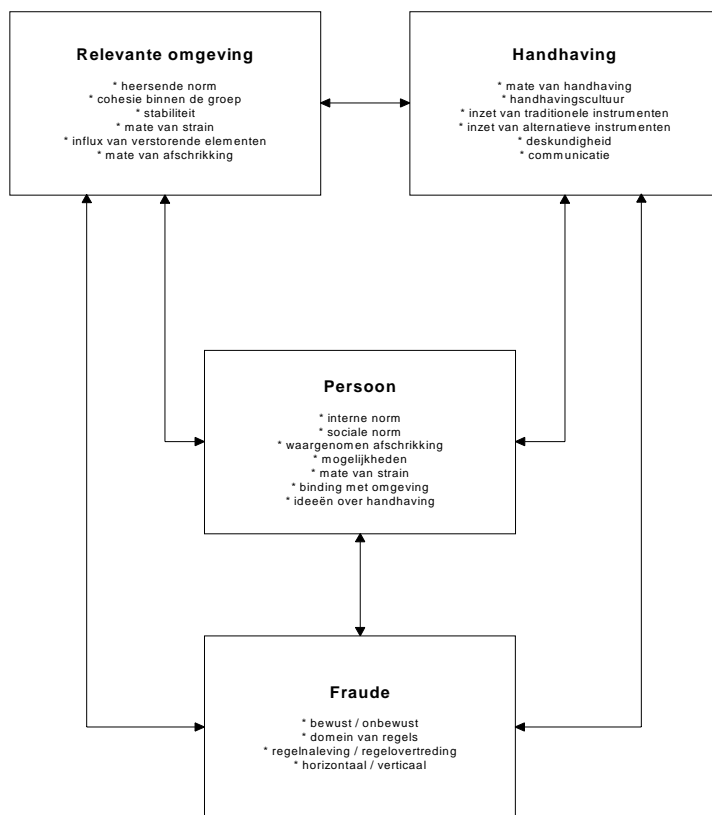 Relevante omgeving
* heersende norm
* cohesie binnen de groep
* stabiliteit
* mate van strain
* influx van verstorende elementen
* mate van afschrikking
Handhaving
* mate van handhaving
* handhavingscultuur
* inzet van traditionele instrumenten
* inzet van alternatieve instrumenten
* deskundigheid
* communicatie
Persoon
* interne norm
* sociale norm
* waargenomen afschrikking
* mogelijkheden
* mate van strain
* binding met omgeving
* ideeën over handhaving
Fraude
* bewust / onbewust
* domein van regels
* regelnaleving / regelovertreding
* horizontaal / verticaal